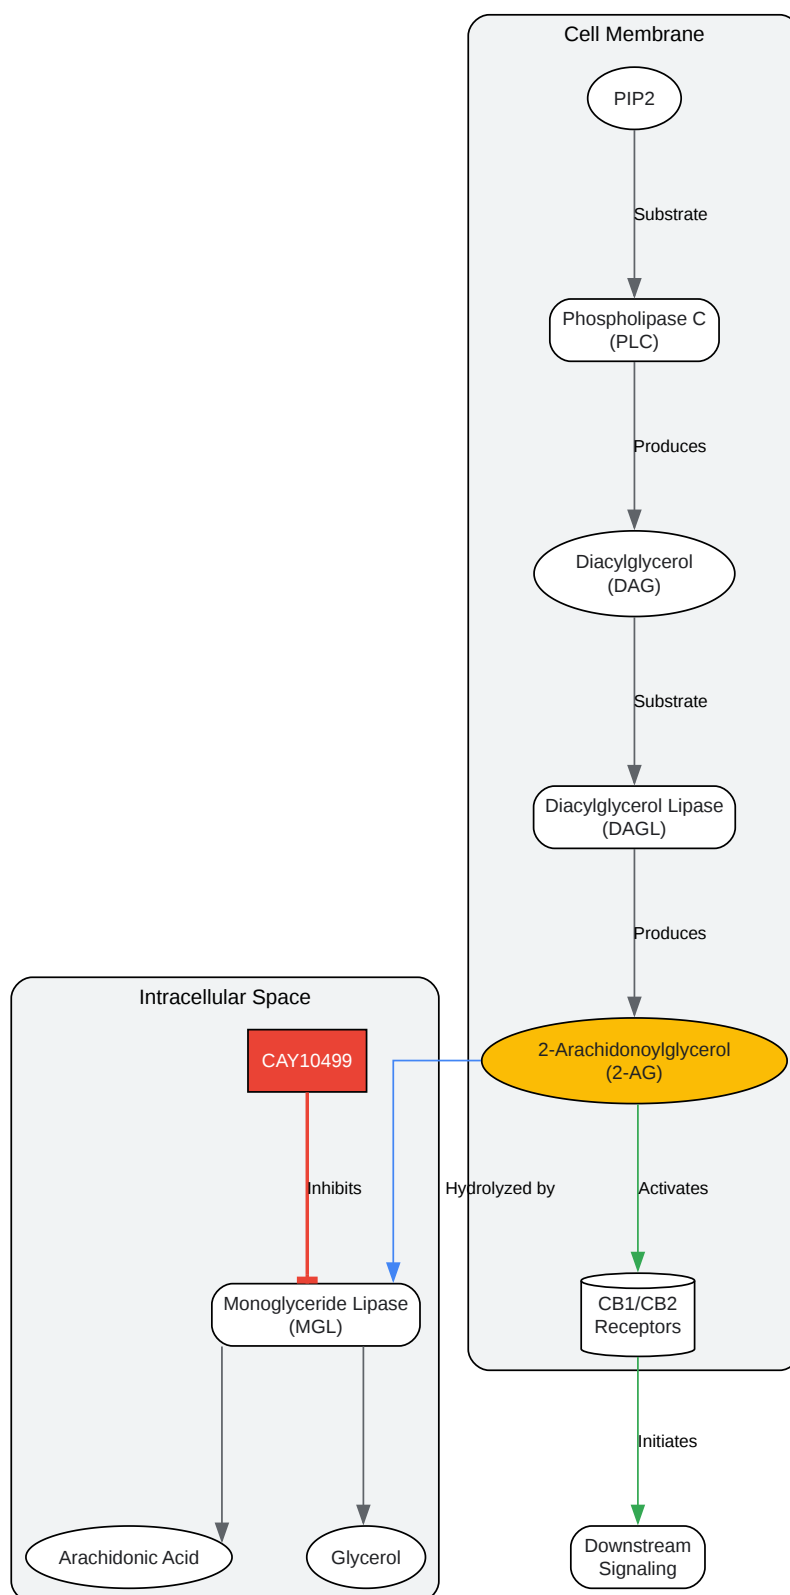 Cell Membrane
PIP2
Substrate
Phospholipase C
(PLC)
Produces
Diacylglycerol
(DAG)
Substrate
Diacylglycerol Lipase
(DAGL)
Produces
Intracellular Space
CAY10499
2-Arachidonoylglycerol
(2-AG)
Inhibits
Hydrolyzed by
Activates
Monoglyceride Lipase
(MGL)
CB1/CB2
Receptors
Initiates
Arachidonic Acid
Glycerol
Downstream
Signaling